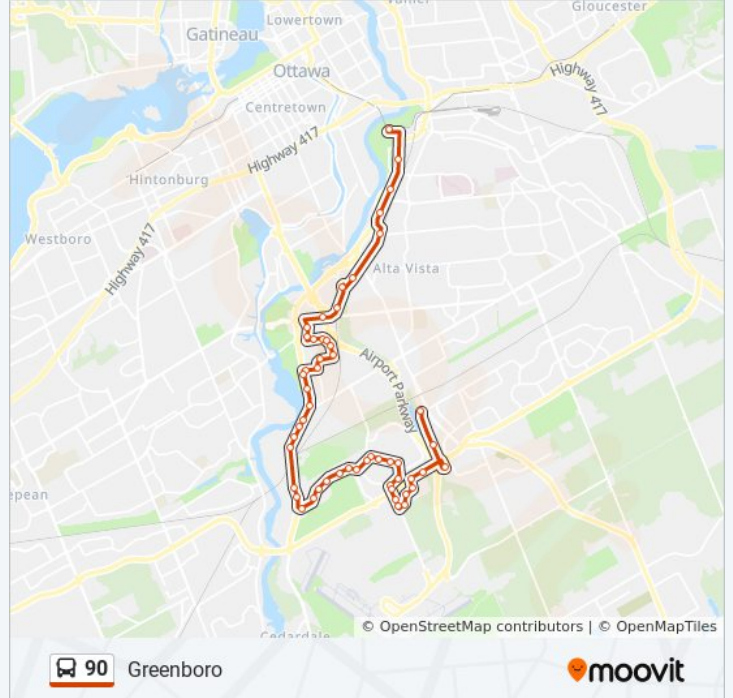 Vanier
Gloucester
Lowertown
Gatineau
Ottawa
Highway 417
Centretown
Highway 417
Hintonburg
Westboro
Highway 417
Alta Vista
Airport Parkway
epean
Cedardale
© OpenStreetMap contributors | © OpenMapTiles
90 Greenboro
moovit